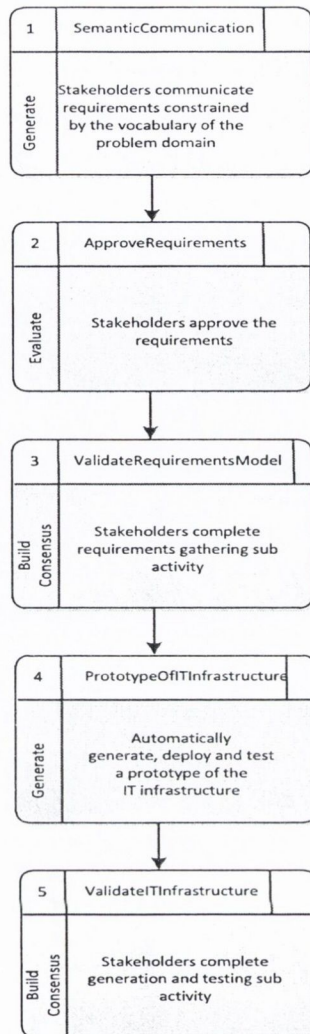 1 SemanticCommunication
Generate
Stakeholders communicate
requirements constrained
by the vocabulary of the
problem domain
2 ApproveRequirements
Evaluate
Stakeholders approve the
requirements
3 ValidateRequirementsModel
Build
Consensus
Stakeholders complete
requirements gathering sub
activity
4 PrototypeOfITInfrastructure
Generate
Automatically
generate, deploy and test
a prototype of the
IT infrastructure
5 ValidateITInfrastructure
Build
Consensus
Stakeholders complete
generation and testing sub
activity